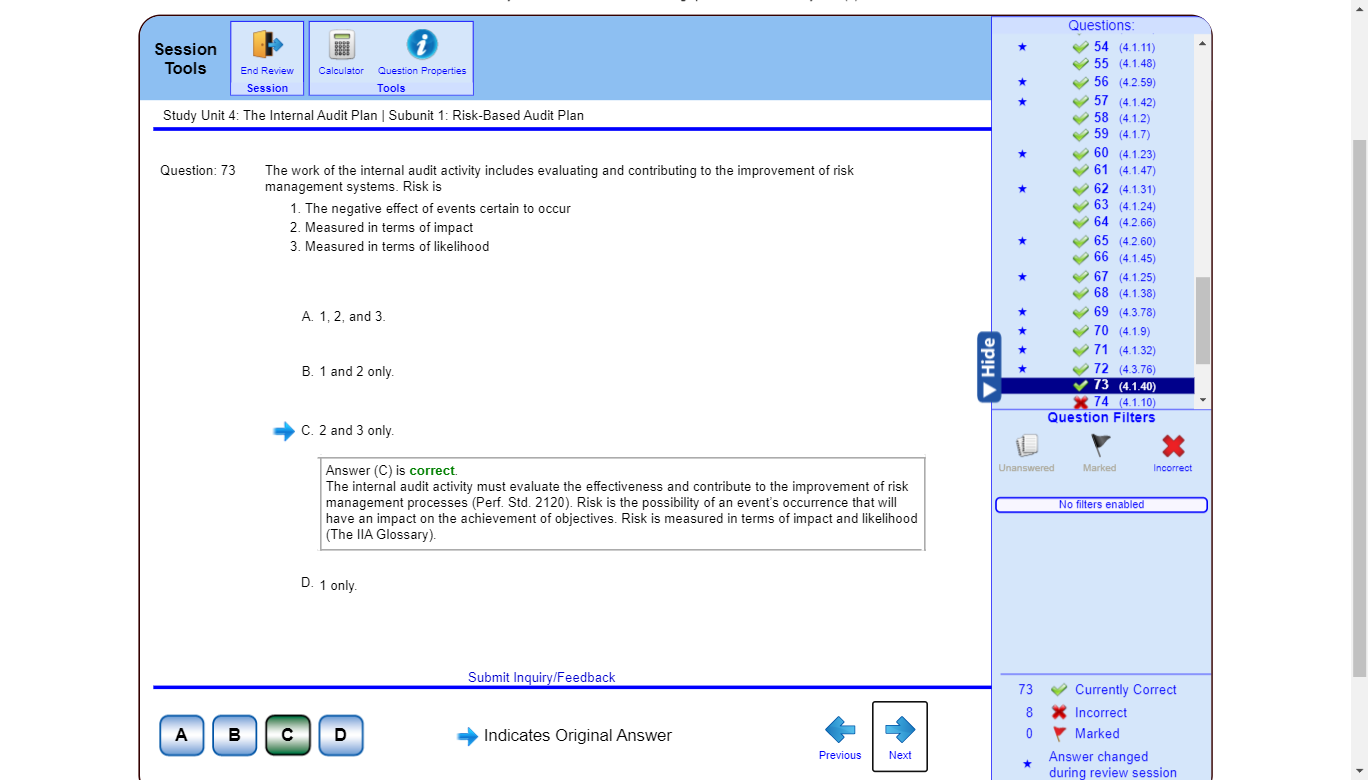 Session
Tools
End Review
Session
Calculator
Question Properties
Tools
Study Unit 4: The Internal Audit Plan | Subunit 1: Risk-Based Audit Plan
Question: 73
The work of the internal audit activity includes evaluating and contributing to the improvement of risk
management systems. Risk is
1. The negative effect of events certain to occur
2. Measured in terms of impact
3. Measured in terms of likelihood
A. 1, 2, and 3.
B. 1 and 2 only.
C. 2 and 3 only.
Answer (C) is correct.
The internal audit activity must evaluate the effectiveness and contribute to the improvement of risk
management processes (Perf. Std. 2120). Risk is the possibility of an event's occurrence that will
have an impact on the achievement of objectives. Risk is measured in terms of impact and likelihood
(The IIA Glossary).
D. 1 only.
Submit Inquiry/Feedback
A B C D
Indicates Original Answer
Previous
Next
Questions:
54 (4.1.11)
55 (4.1.48)
56 (4.2.59)
57 (4.1.42)
58 (4.1.2)
59 (4.1.7)
60 (4.1.23)
61 (4.1.47)
62 (4.1.31)
63 (4.1.24)
64 (4.2.66)
65 (4.2.60)
66 (4.1.45)
67 (4.1.25)
68 (4.1.38)
69 (4.3.78)
70 (4.1.9)
71 (4.1.32)
72 (4.3.76)
73 (4.1.40)
74 (4.1.10)
Hide
Question Filters
Unanswered
Marked
Incorrect
No filters enabled
73 Currently Correct
8 Incorrect
0 Marked
Answer changed
during review session